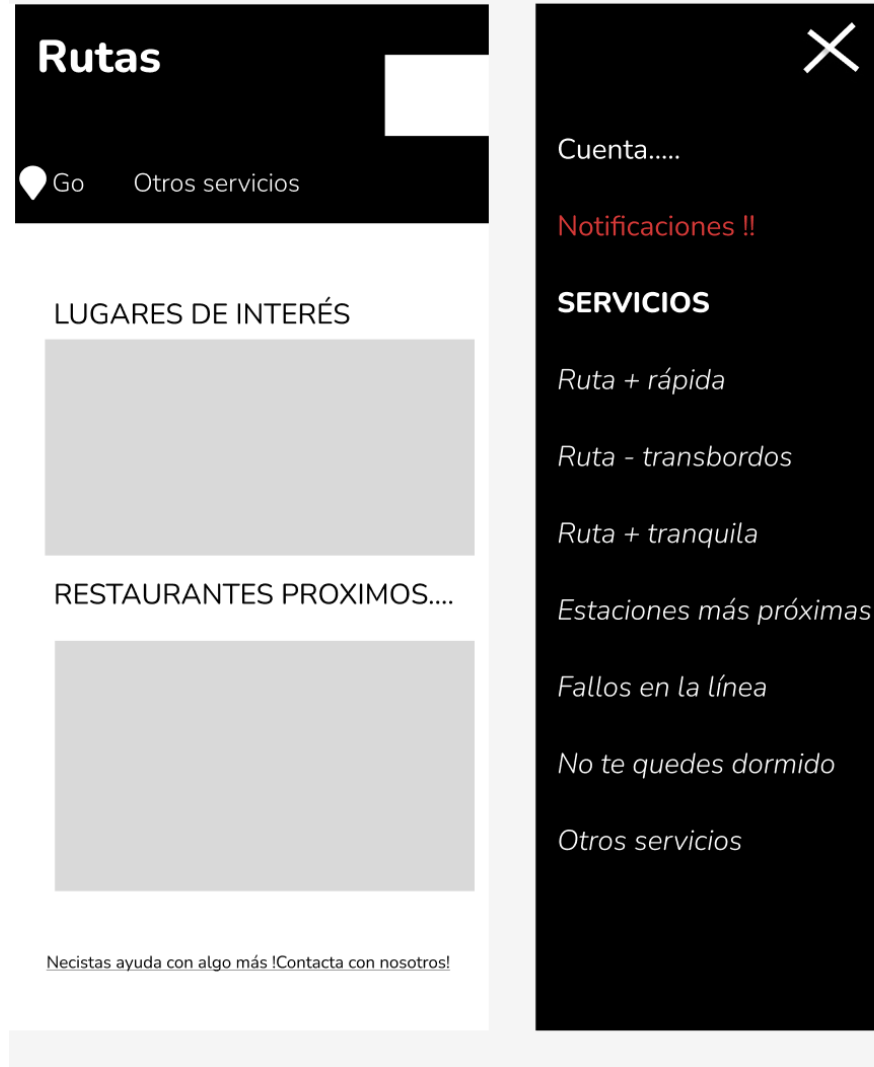 Rutas
Go
Otros servicios
LUGARES DE INTERÉS
RESTAURANTES PROXIMOS....
Necistas ayuda con algo más !Contacta con nosotros!
Cuenta.....
Notificaciones !!
SERVICIOS
Ruta + rápida
Ruta - transbordos
Ruta + tranquila
Estaciones más próximas
Fallos en la línea
No te quedes dormido
Otros servicios